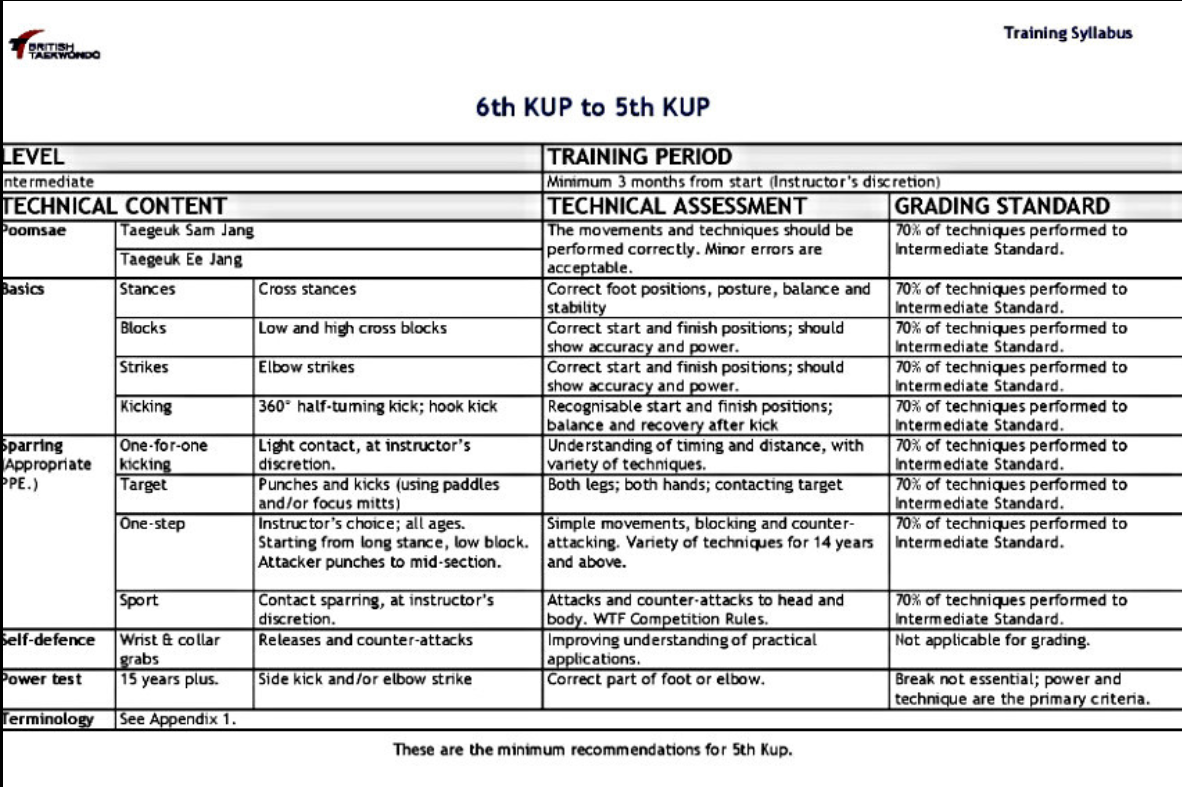 BRITISH
TAEKWONDO
Training Syllabus
6th KUP to 5th KUP
LEVEL
TRAINING PERIOD
ntermediate
Minimum 3 months from start (Instructor's discretion)
TECHNICAL CONTENT
TECHNICAL ASSESSMENT
GRADING STANDARD
Poomsae
Taegeuk Sam Jang
Taegeuk Ee Jang
The movements and techniques should be
performed correctly. Minor errors are
acceptable.
70% of techniques performed to
Intermediate Standard.
Basics
Stances
Cross stances
Correct foot positions, posture, balance and
stability
70% of techniques performed to
Intermediate Standard.
Blocks
Low and high cross blocks
Correct start and finish positions; should
show accuracy and power.
70% of techniques performed to
Intermediate Standard.
Strikes
Elbow strikes
Correct start and finish positions; should
show accuracy and power.
70% of techniques performed to
Intermediate Standard.
Kicking
360° half-turning kick; hook kick
Recognisable start and finish positions;
balance and recovery after kick
70% of techniques performed to
Intermediate Standard.
Sparring
(Appropriate
PPE.)
One-for-one
kicking
Light contact, at instructor's
discretion.
Understanding of timing and distance, with
variety of techniques.
70% of techniques performed to
Intermediate Standard.
Target
Punches and kicks (using paddles
and/or focus mitts)
Both legs; both hands; contacting target
70% of techniques performed to
Intermediate Standard.
One-step
Instructor's choice; all ages.
Starting from long stance, low block.
Attacker punches to mid-section.
Simple movements, blocking and counter-
attacking. Variety of techniques for 14 years
and above.
70% of techniques performed to
Intermediate Standard.
Sport
Contact sparring, at instructor's
discretion.
Attacks and counter-attacks to head and
body. WTF Competition Rules.
70% of techniques performed to
Intermediate Standard.
Self-defence
Wrist & collar
grabs
Releases and counter-attacks
Improving understanding of practical
applications.
Not applicable for grading.
Power test
15 years plus.
Side kick and/or elbow strike
Correct part of foot or elbow.
Break not essential; power and
technique are the primary criteria.
Terminology
See Appendix 1.
These are the minimum recommendations for 5th Kup.